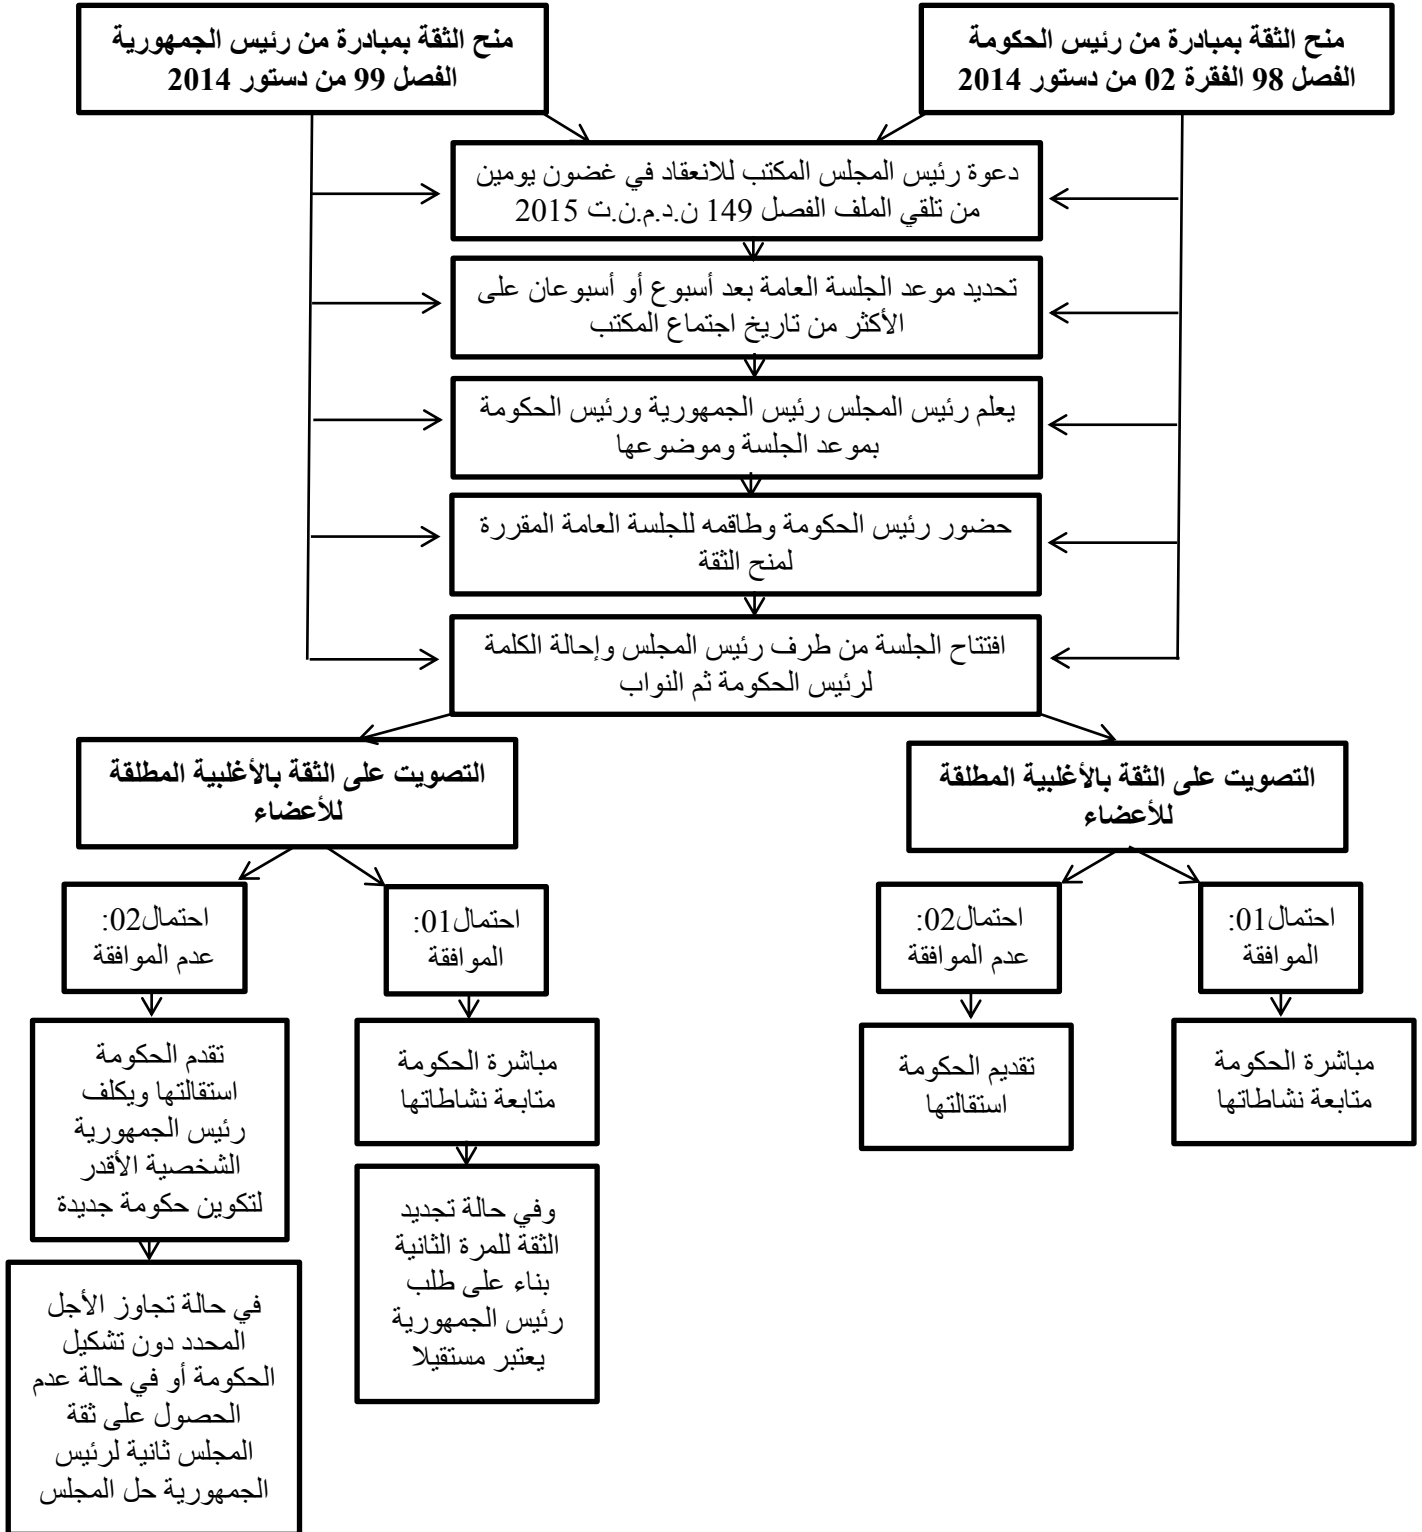 منح الثقة بمبادرة من رئيس الحكومة
الفصل 98 الفقرة 02 من دستور 2014
منح الثقة بمبادرة من رئيس الجمهورية
الفصل 99 من دستور 2014
دعوة رئيس المجلس المكتب للانعقاد في غضون يومين
من تلقي الملف الفصل 149 ن.د.م.ن.ت 2015
تحديد موعد الجلسة العامة بعد أسبوع أو أسبوعان على
الأكثر من تاريخ اجتماع المكتب
يعلم رئيس المجلس رئيس الجمهورية ورئيس الحكومة
بموعد الجلسة وموضوعها
حضور رئيس الحكومة وطاقمه للجلسة العامة المقررة
لمنح الثقة
افتتاح الجلسة من طرف رئيس المجلس وإحالة الكلمة
لرئيس الحكومة ثم النواب
التصويت على الثقة بالأغلبية المطلقة
للأعضاء
التصويت على الثقة بالأغلبية المطلقة
للأعضاء
احتمال01:
الموافقة
احتمال02:
عدم الموافقة
احتمال01:
الموافقة
احتمال02:
عدم الموافقة
مباشرة الحكومة
متابعة نشاطاتها
تقديم الحكومة
استقالتها
مباشرة الحكومة
متابعة نشاطاتها
تقدم الحكومة
استقالتها ويكلف
رئيس الجمهورية
الشخصية الأقدر
لتكوين حكومة جديدة
وفي حالة تجديد
الثقة للمرة الثانية
بناء على طلب
رئيس الجمهورية
يعتبر مستقيلا
في حالة تجاوز الأجل
المحدد دون تشكيل
الحكومة أو في حالة عدم
الحصول على ثقة
المجلس ثانية لرئيس
الجمهورية حل المجلس